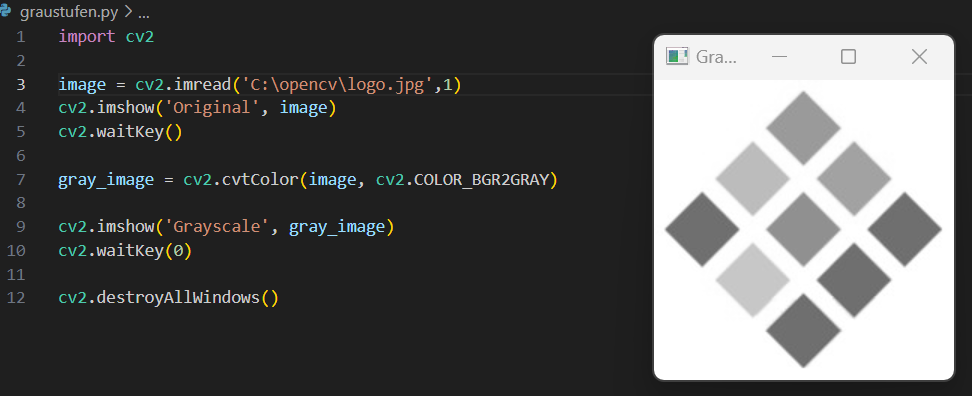 graustufen.py > ...
1 import cv2
2
3 image = cv2.imread('C:\opencv\logo.jpg',1)
4 cv2.imshow('Original', image)
5 cv2.waitKey()
6
7 gray_image = cv2.cvtColor(image, cv2.COLOR_BGR2GRAY)
8
9 cv2.imshow('Grayscale', gray_image)
10 cv2.waitKey(0)
11
12 cv2.destroyAllWindows()
Gra...